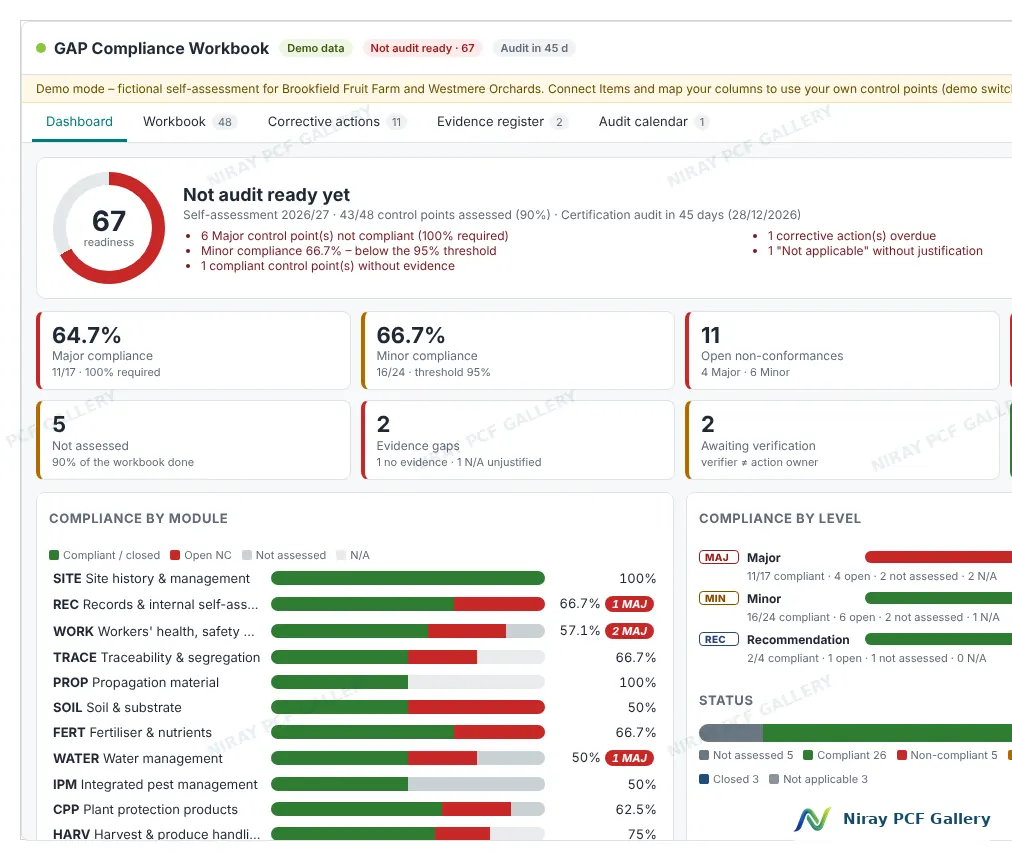 GAP Compliance Workbook Demo data Not audit ready · 67 Audit in 45 d
Demo mode – fictional self-assessment for Brookfield Fruit Farm and Westmere Orchards. Connect Items and map your columns to use your own control points (demo switch
Dashboard Workbook 48 Corrective actions 11 Evidence register 2 Audit calendar 1
67
readiness
Not audit ready yet
Self-assessment 2026/27 · 43/48 control points assessed (90%) · Certification audit in 45 days (28/12/2026)
• 6 Major control point(s) not compliant (100% required)
• Minor compliance 66.7% – below the 95% threshold
• 1 compliant control point(s) without evidence
• 1 corrective action(s) overdue
• 1 "Not applicable" without justification
64.7%
Major compliance
11/17 · 100% required
66.7%
Minor compliance
16/24 · threshold 95%
11
Open non-conformances
4 Major · 6 Minor
5
Not assessed
90% of the workbook done
2
Evidence gaps
1 no evidence · 1 N/A unjustified
2
Awaiting verification
verifier ≠ action owner
COMPLIANCE BY MODULE
Compliant / closed Open NC Not assessed N/A
SITE Site history & management 100%
REC Records & internal self-ass... 66.7% 1 MAJ
WORK Workers' health, safety ... 57.1% 2 MAJ
TRACE Traceability & segregation 66.7%
PROP Propagation material 100%
SOIL Soil & substrate 50%
FERT Fertiliser & nutrients 66.7%
WATER Water management 50% 1 MAJ
IPM Integrated pest management 50%
CPP Plant protection products 62.5%
HARV Harvest & produce handli... 75%
COMPLIANCE BY LEVEL
MAJ Major
11/17 compliant · 4 open · 2 not assessed · 2 N/A
MIN Minor
16/24 compliant · 6 open · 2 not assessed · 1 N/A
REC Recommendation
2/4 compliant · 1 open · 1 not assessed · 0 N/A
STATUS
Not assessed 5 Compliant 26 Non-compliant 5
Closed 3 Not applicable 3
Niray PCF Gallery
NIRAY PCF GALLERY
NIRAY PCF GALLERY
NIRAY PCF GALLERY
NIRAY PCF GALLERY